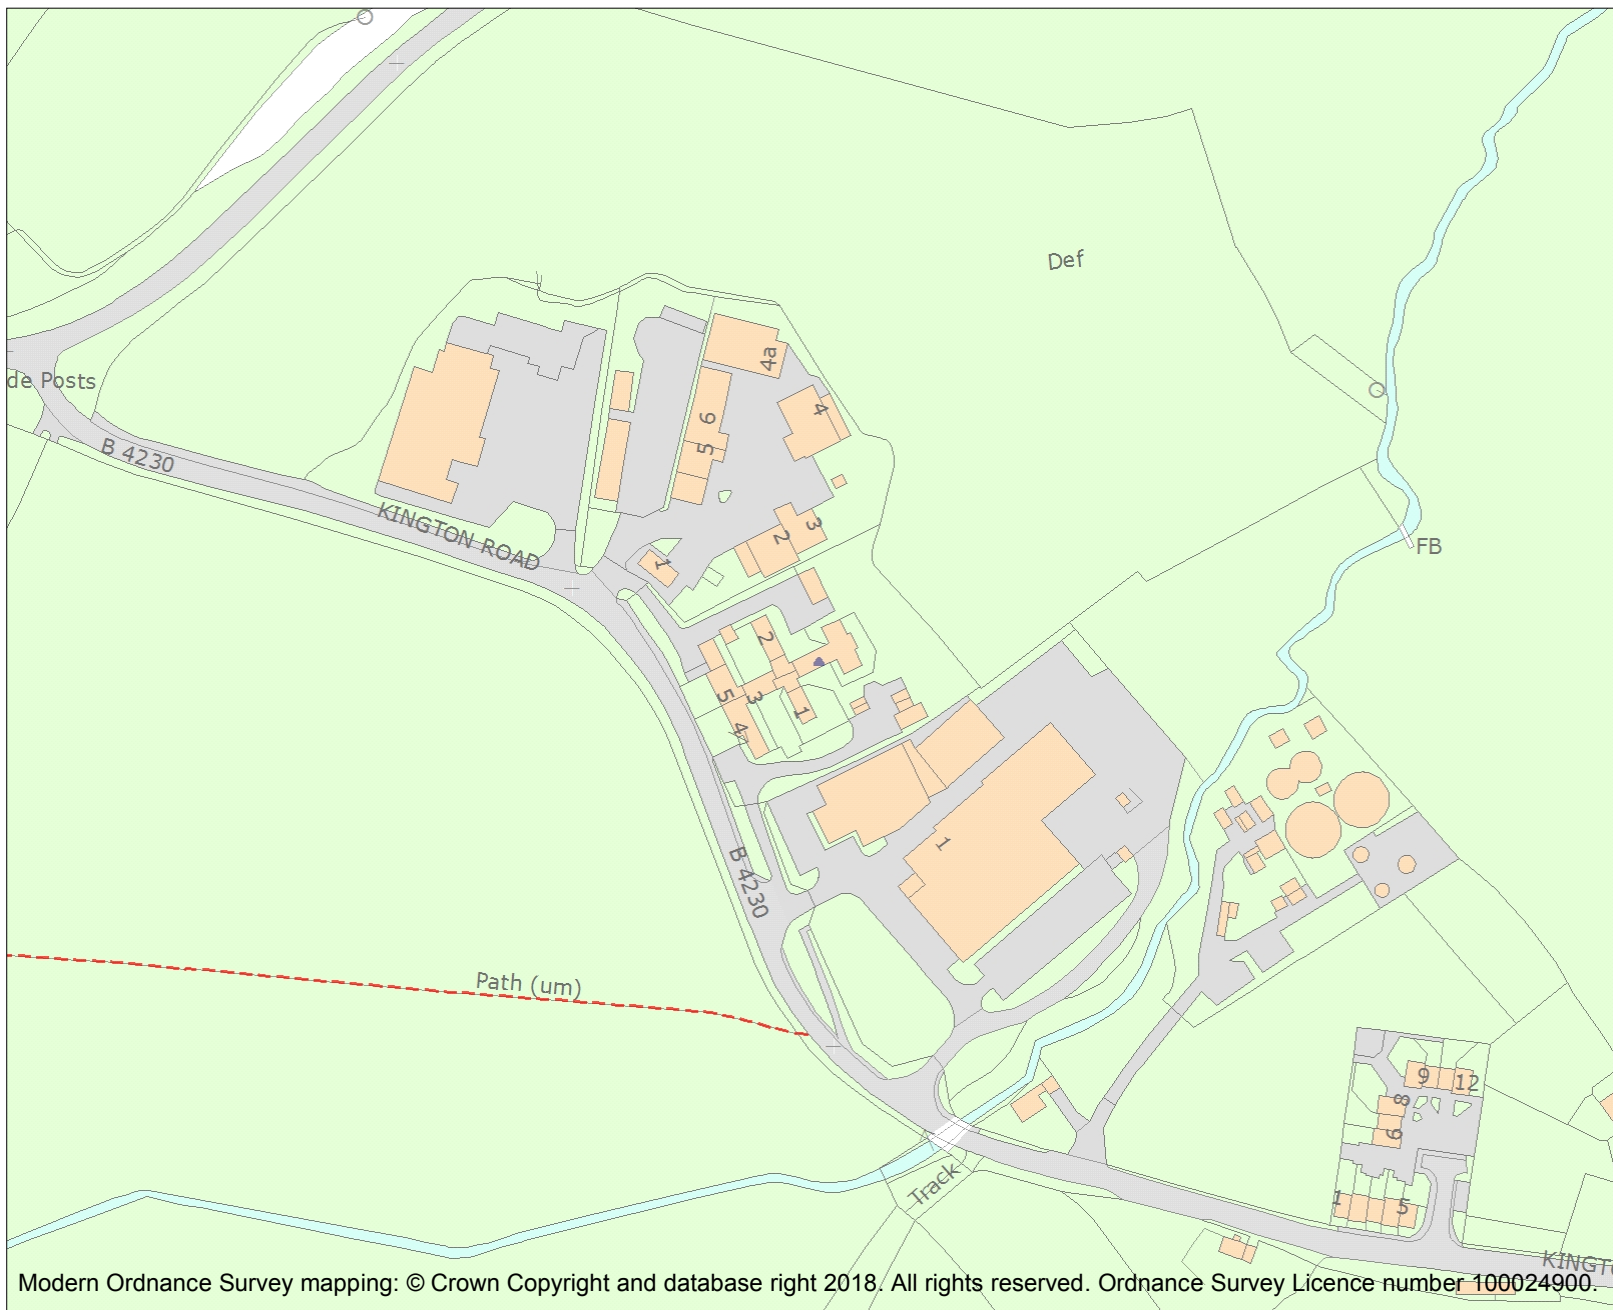 Def
de Posts
4a
4
6
5
B 4230
KINGTON ROAD
3
2
1
FB
2
5
3
1
4
1
B 4230
Path (um)
9
12
8
6
Track
1
5
KINGT
Modern Ordnance Survey mapping: © Crown Copyright and database right 2018. All rights reserved. Ordnance Survey Licence number 100024900.